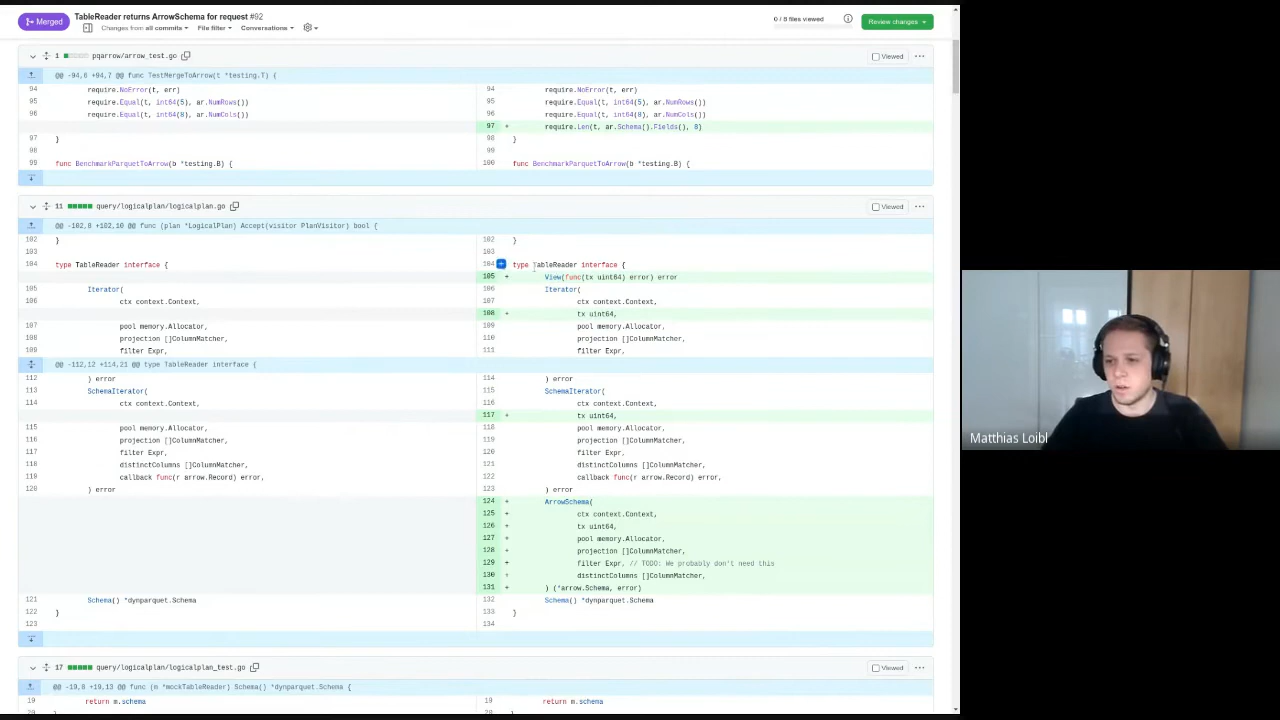 Merged
TableReader returns ArrowSchema for request #92
Changes from all commits
File filter
Conversations
0 / 8 files viewed
Review changes
1 pqarrow/arrow_test.go
Viewed
@@ -94,6 +94,7 @@ func TestMergeToArrow(t *testing.T) {
94 require.NoError(t, err) 94 require.NoError(t, err)
95 require.Equal(t, int64(5), ar.NumRows()) 95 require.Equal(t, int64(5), ar.NumRows())
96 require.Equal(t, int64(8), ar.NumCols()) 96 require.Equal(t, int64(8), ar.NumCols())
97 + require.Len(t, ar.Schema().Fields(), 8)
97 } 98 }
98 99
99 func BenchmarkParquetToArrow(b *testing.B) { 100 func BenchmarkParquetToArrow(b *testing.B) {
11 query/logicalplan/logicalplan.go
Viewed
@@ -102,8 +102,10 @@ func (plan *LogicalPlan) Accept(visitor PlanVisitor) bool {
102 } 102 }
103 103
104 type TableReader interface { 104 type TableReader interface {
105 + View(func(tx uint64) error) error
105 Iterator( 106 Iterator(
106 ctx context.Context, 107 ctx context.Context,
108 + tx uint64,
107 pool memory.Allocator, 109 pool memory.Allocator,
108 projection []ColumnMatcher, 110 projection []ColumnMatcher,
109 filter Expr, 111 filter Expr,
@@ -112,12 +114,21 @@ type TableReader interface {
112 ) error 114 ) error
113 SchemaIterator( 115 SchemaIterator(
114 ctx context.Context, 116 ctx context.Context,
117 + tx uint64,
115 pool memory.Allocator, 118 pool memory.Allocator,
116 projection []ColumnMatcher, 119 projection []ColumnMatcher,
117 filter Expr, 120 filter Expr,
118 distinctColumns []ColumnMatcher, 121 distinctColumns []ColumnMatcher,
119 callback func(r arrow.Record) error, 122 callback func(r arrow.Record) error,
120 ) error 123 ) error
124 + ArrowSchema(
125 + ctx context.Context,
126 + tx uint64,
127 + pool memory.Allocator,
128 + projection []ColumnMatcher,
129 + filter Expr, // TODO: We probably don't need this
130 + distinctColumns []ColumnMatcher,
131 + ) (*arrow.Schema, error)
121 Schema() *dynparquet.Schema 132 Schema() *dynparquet.Schema
122 } 133 }
123 134
17 query/logicalplan/logicalplan_test.go
Viewed
@@ -19,6 +19,13 @@ func (m *mockTableReader) Schema() *dynparquet.Schema {
19 return m.schema 19 return m.schema
Matthias Loibl